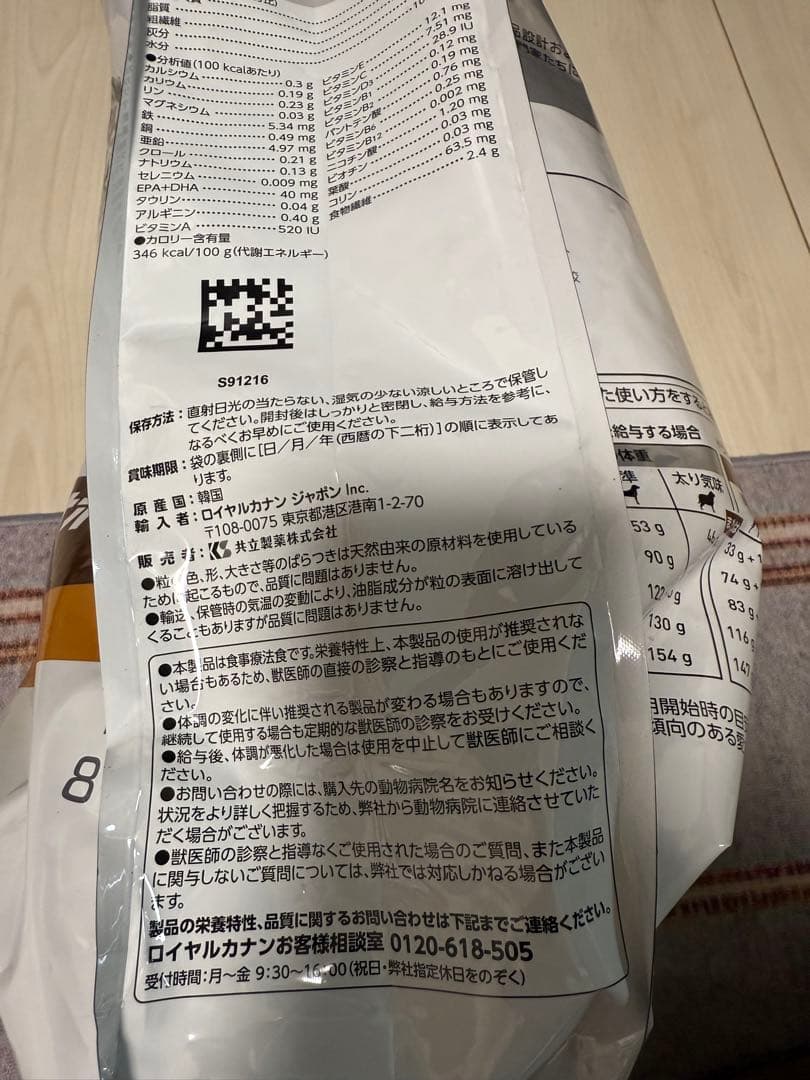 脂質
粗繊維
灰分
水分
●分析値(100 kcalあたり)
カルシウム 0.3 g
カリウム 0.19 g
リン 0.23 g
マグネシウム 0.03 g
鉄 5.34 mg
銅 0.49 mg
亜鉛 4.97 mg
クロール 0.21 g
ナトリウム 0.13 g
セレニウム 0.009 mg
EPA+DHA 40 mg
タウリン 0.04 g
アルギニン 0.40 g
ビタミンA 520 IU
ビタミンE 12.1 mg
ビタミンC 7.51 mg
ビタミンD3 28.9 IU
ビタミンB1 0.12 mg
ビタミンB2 0.19 mg
パントテン酸 0.76 mg
ビタミンB6 0.25 mg
ビタミンB12 0.002 mg
ニコチン酸 1.20 mg
ビオチン 0.03 mg
葉酸 0.03 mg
コリン 63.5 mg
食物繊維 2.4 g
●カロリー含有量
346 kcal/100 g(代謝エネルギー)
S91216
保存方法：直射日光の当たらない、湿気の少ない涼しいところで保管し
てください。開封後はしっかりと密閉し、給与方法を参考に、
なるべくお早めにご使用ください。
賞味期限：袋の裏側に[日／月／年(西暦の下二桁)]の順に表示してあ
ります。
原産国：韓国
輸入者：ロイヤルカナン ジャポン Inc.
〒108-0075 東京都港区港南1-2-70
販売者：共立製薬株式会社
●粒の色、形、大きさ等のばらつきは天然由来の原材料を使用している
ために起こるもので、品質に問題はありません。
●輸送、保管時の気温の変動により、油脂成分が粒の表面に溶け出して
くることもありますが品質に問題はありません。
●本製品は食事療法食です。栄養特性上、本製品の使用が推奨されな
い場合もあるため、獣医師の直接の診察と指導のもとにご使用くだ
さい。
●体調の変化に伴い推奨される製品が変わる場合もありますので、
継続して使用する場合も定期的な獣医師の診察をお受けください。
●給与後、体調が悪化した場合は使用を中止して獣医師にご相談く
ださい。
●お問い合わせの際には、購入先の動物病院名をお知らせください。
状況をより詳しく把握するため、弊社から動物病院に連絡させていた
だく場合がございます。
●獣医師の診察と指導なくご使用された場合のご質問、また本製品
に関与しないご質問については、弊社では対応しかねる場合がござい
ます。
製品の栄養特性、品質に関するお問い合わせは下記までご連絡ください。
ロイヤルカナンお客様相談室 0120-618-505
受付時間：月～金 9:30～16:00(祝日・弊社指定休日をのぞく)
8
た使い方をする
給与する場合
体重
準 太り気味
53 g
90 g
130 g
154 g
33 g +
74 g +
83 g
116
147
開始時の
傾向のある